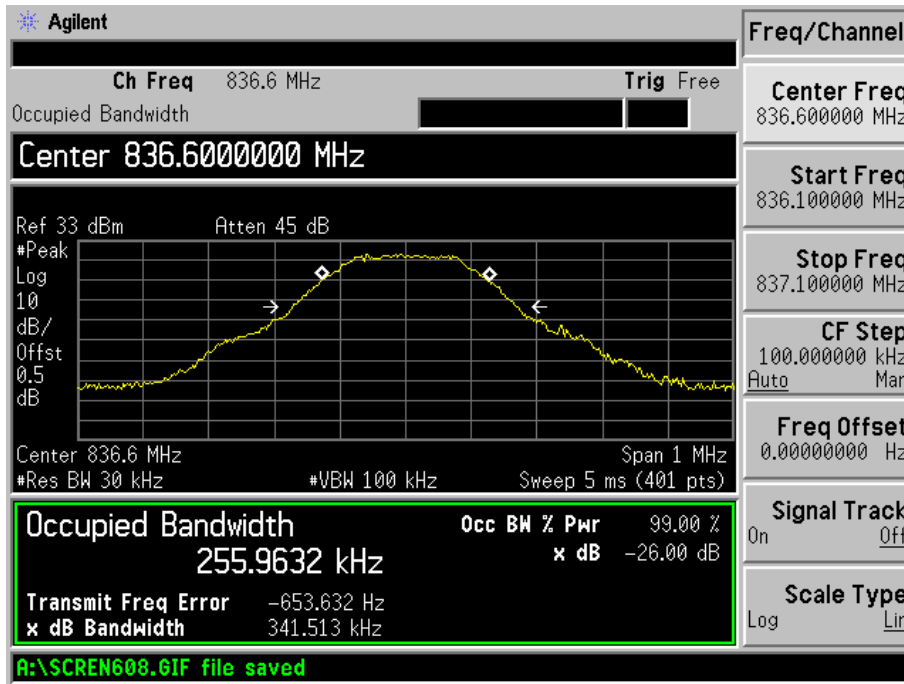 Agilent
Freq/Channel
Ch Freq 836.6 MHz Trig Free
Occupied Bandwidth
Center 836.6000000 MHz
Ref 33 dBm Atten 45 dB
#Peak
Log
10
dB/
Offst
0.5
dB
Center 836.6 MHz Span 1 MHz
#Res BW 30 kHz #VBW 100 kHz Sweep 5 ms (401 pts)
Occupied Bandwidth
255.9632 kHz
Occ BW % Pwr 99.00 %
x dB -26.00 dB
Transmit Freq Error -653.632 Hz
x dB Bandwidth 341.513 kHz
A:\SCREN608.GIF file saved
Center Freq
836.600000 MHz
Start Freq
836.100000 MHz
Stop Freq
837.100000 MHz
CF Step
100.000000 kHz
Auto Man
Freq Offset
0.00000000 Hz
Signal Track
On Off
Scale Type
Log Lin